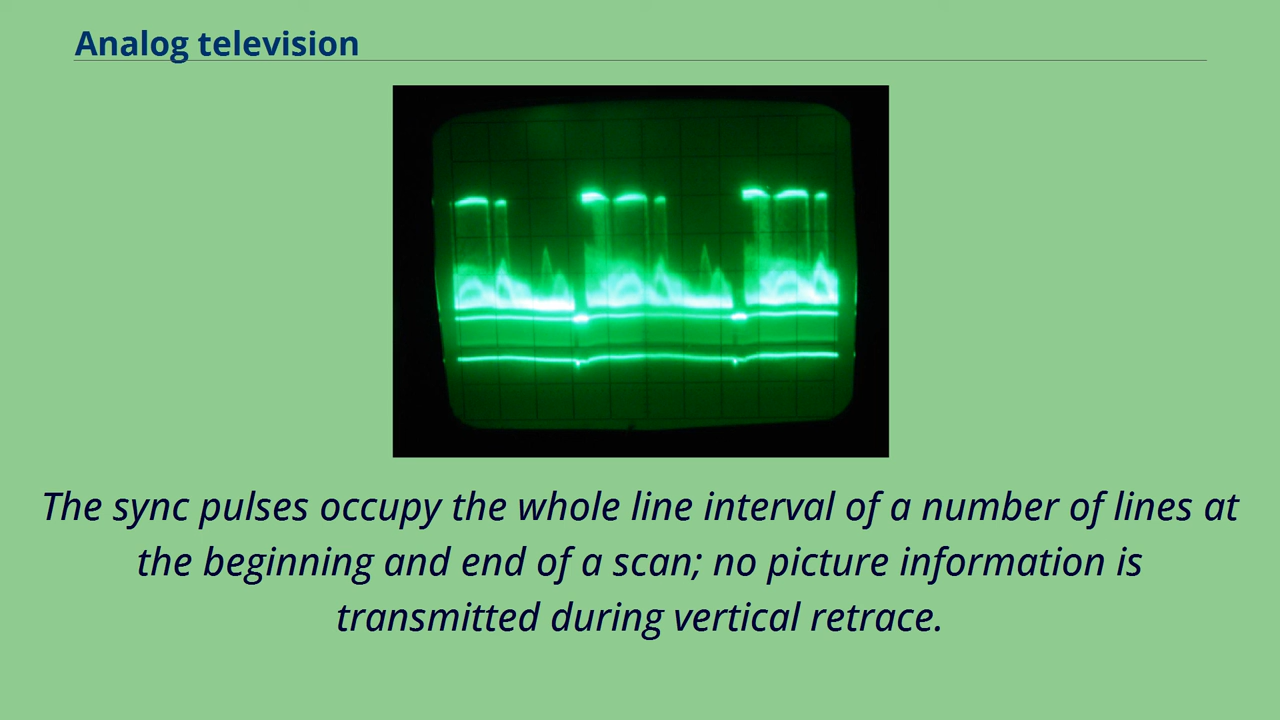 Analog television
The sync pulses occupy the whole line interval of a number of lines at
the beginning and end of a scan; no picture information is
transmitted during vertical retrace.